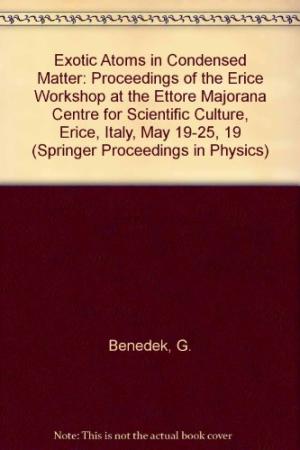 Exotic Atoms in Condensed
Matter: Proceedings of the Erice
Workshop at the Ettore Majorana
Centre for Scientific Culture,
Erice, Italy, May 19-25, 19
(Springer Proceedings in Physics)
Benedek, G.
Note: This is not the actual book cover